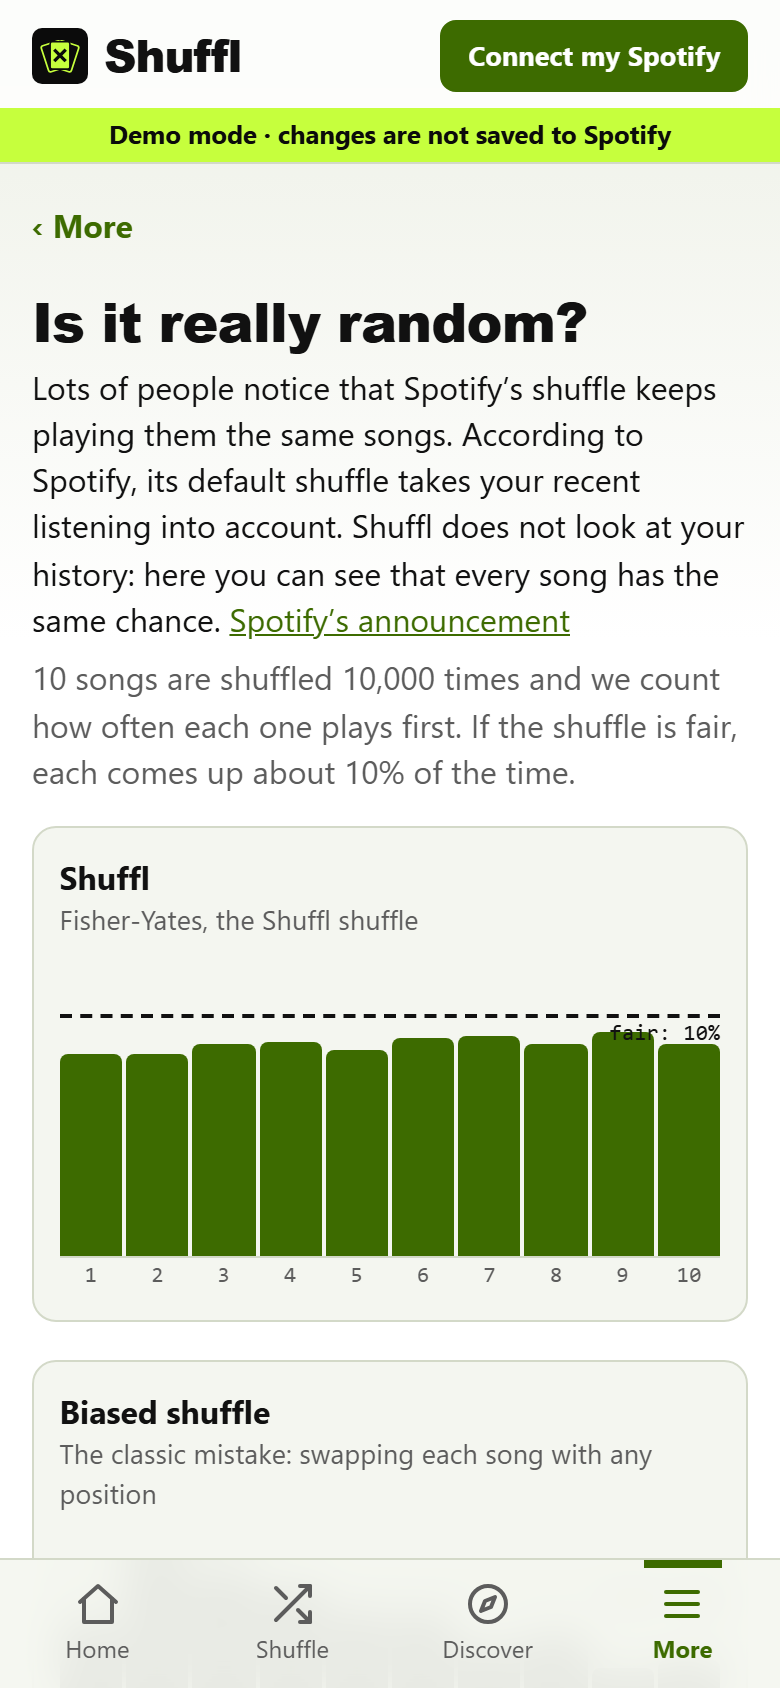 Shuffl
Connect my Spotify
Demo mode · changes are not saved to Spotify
‹ More
Is it really random?
Lots of people notice that Spotify’s shuffle keeps
playing them the same songs. According to
Spotify, its default shuffle takes your recent
listening into account. Shuffl does not look at your
history: here you can see that every song has the
same chance. Spotify’s announcement
10 songs are shuffled 10,000 times and we count
how often each one plays first. If the shuffle is fair,
each comes up about 10% of the time.
Shuffl
Fisher-Yates, the Shuffl shuffle
fair: 10%
1 2 3 4 5 6 7 8 9 10
Biased shuffle
The classic mistake: swapping each song with any
position
Home Shuffle Discover More